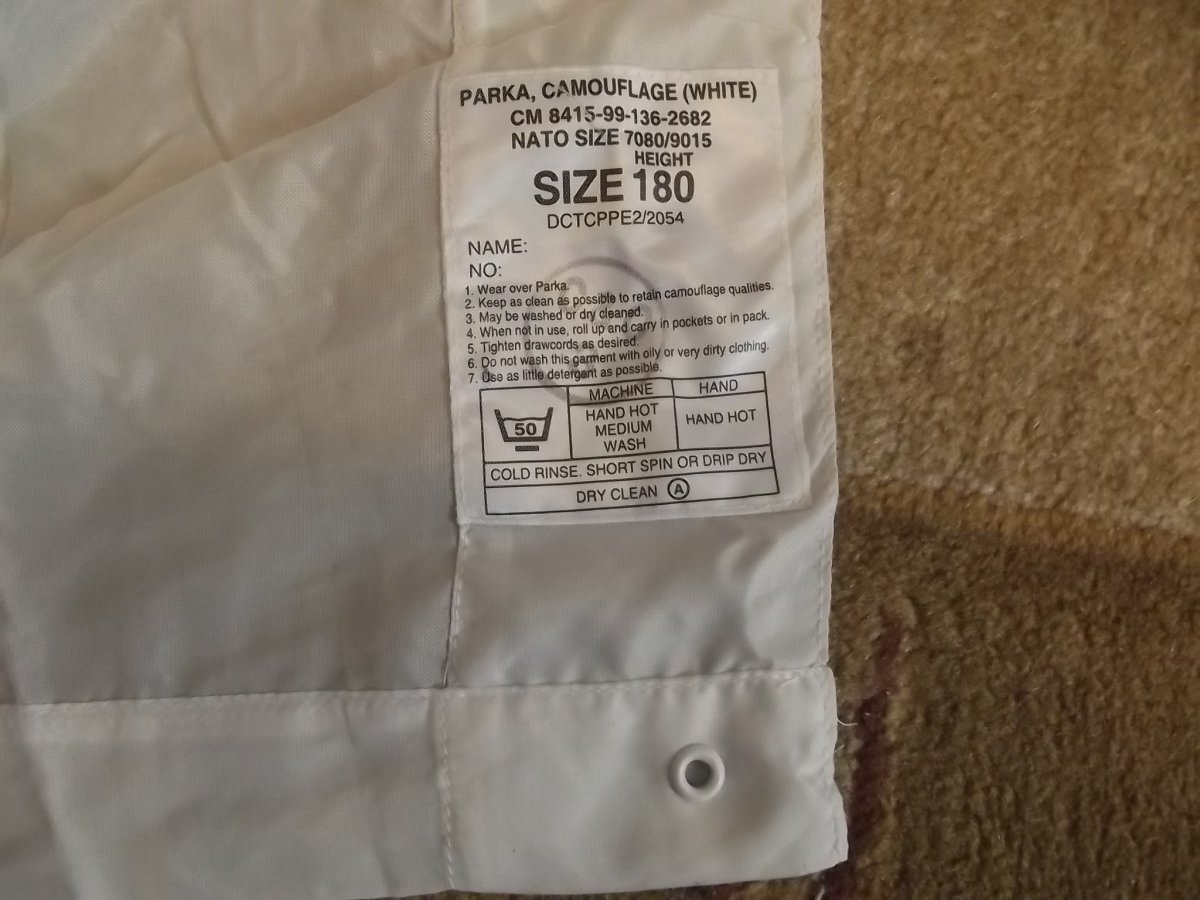 PARKA, CAMOUFLAGE (WHITE)
CM 8415-99-136-2682
NATO SIZE 7080/9015
HEIGHT
SIZE 180
DCTCPPE2/2054
NAME:
NO:
1. Wear over Parka.
2. Keep as clean as possible to retain camouflage qualities.
3. May be washed or dry cleaned.
4. When not in use, roll up and carry in pockets or in pack.
5. Tighten drawcords as desired.
6. Do not wash this garment with oily or very dirty clothing.
7. Use as little detergent as possible.
MACHINE HAND
50 HAND HOT MEDIUM WASH HAND HOT
COLD RINSE. SHORT SPIN OR DRIP DRY
DRY CLEAN A